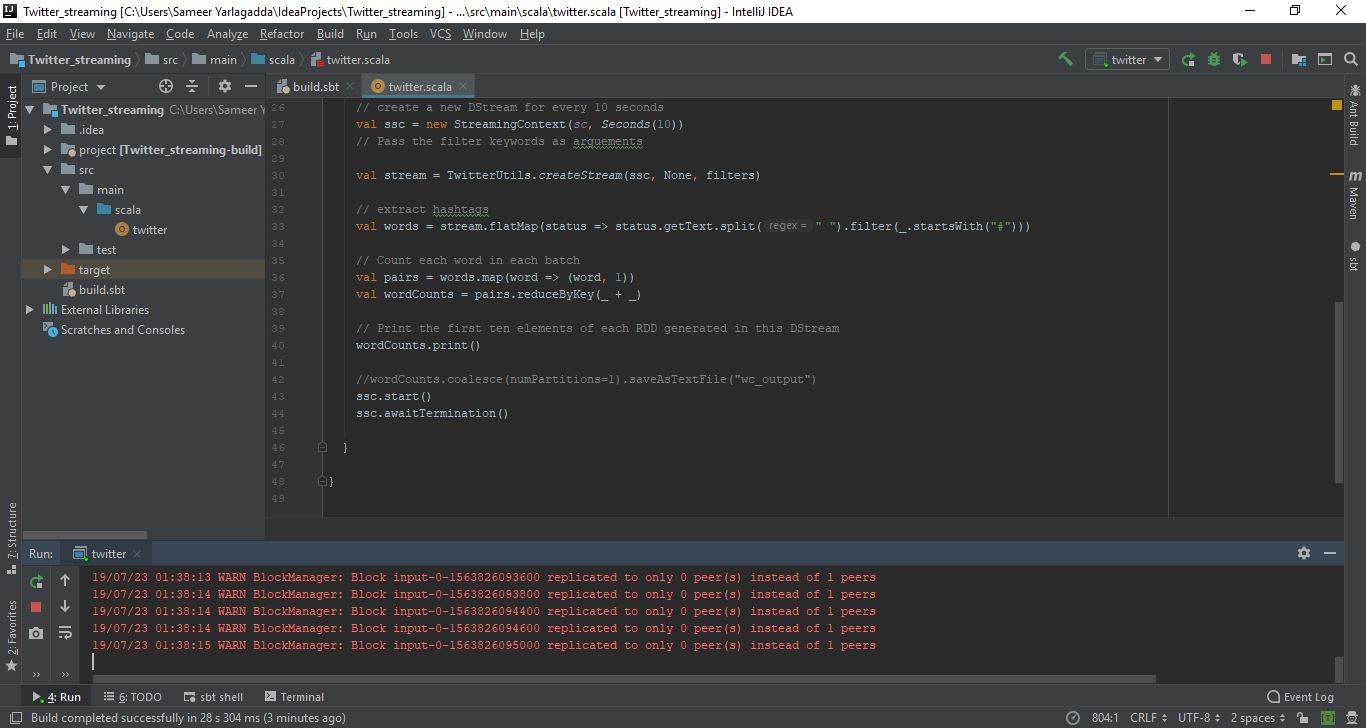 Twitter_streaming [C:\Users\Sameer Yarlagadda\IdeaProjects\Twitter_streaming] - ...\src\main\scala\twitter.scala [Twitter_streaming] - IntelliJ IDEA
File Edit View Navigate Code Analyze Refactor Build Run Tools VCS Window Help
Twitter_streaming src main scala twitter.scala
twitter
1: Project
Project
build.sbt
twitter.scala
Twitter_streaming C:\Users\Sameer Y
.idea
project [Twitter_streaming-build]
src
main
scala
twitter
test
target
build.sbt
External Libraries
Scratches and Consoles
26 // create a new DStream for every 10 seconds
27 val ssc = new StreamingContext(sc, Seconds(10))
28 // Pass the filter keywords as arguements
29
30 val stream = TwitterUtils.createStream(ssc, None, filters)
31
32 // extract hashtags
33 val words = stream.flatMap(status => status.getText.split( regex = " ").filter(_.startsWith("#")))
34
35 // Count each word in each batch
36 val pairs = words.map(word => (word, 1))
37 val wordCounts = pairs.reduceByKey(_ + _)
38
39 // Print the first ten elements of each RDD generated in this DStream
40 wordCounts.print()
41
42 //wordCounts.coalesce(numPartitions=1).saveAsTextFile("wc_output")
43 ssc.start()
44 ssc.awaitTermination()
45
46 }
47
48 }
49
Ant Build
m Maven
sbt
7: Structure
2: Favorites
Run: twitter
19/07/23 01:38:13 WARN BlockManager: Block input-0-1563826093600 replicated to only 0 peer(s) instead of 1 peers
19/07/23 01:38:14 WARN BlockManager: Block input-0-1563826093800 replicated to only 0 peer(s) instead of 1 peers
19/07/23 01:38:14 WARN BlockManager: Block input-0-1563826094400 replicated to only 0 peer(s) instead of 1 peers
19/07/23 01:38:14 WARN BlockManager: Block input-0-1563826094600 replicated to only 0 peer(s) instead of 1 peers
19/07/23 01:38:15 WARN BlockManager: Block input-0-1563826095000 replicated to only 0 peer(s) instead of 1 peers
» »
4: Run 6: TODO sbt shell Terminal Event Log
Build completed successfully in 28 s 304 ms (3 minutes ago) 804:1 CRLF UTF-8 2 spaces